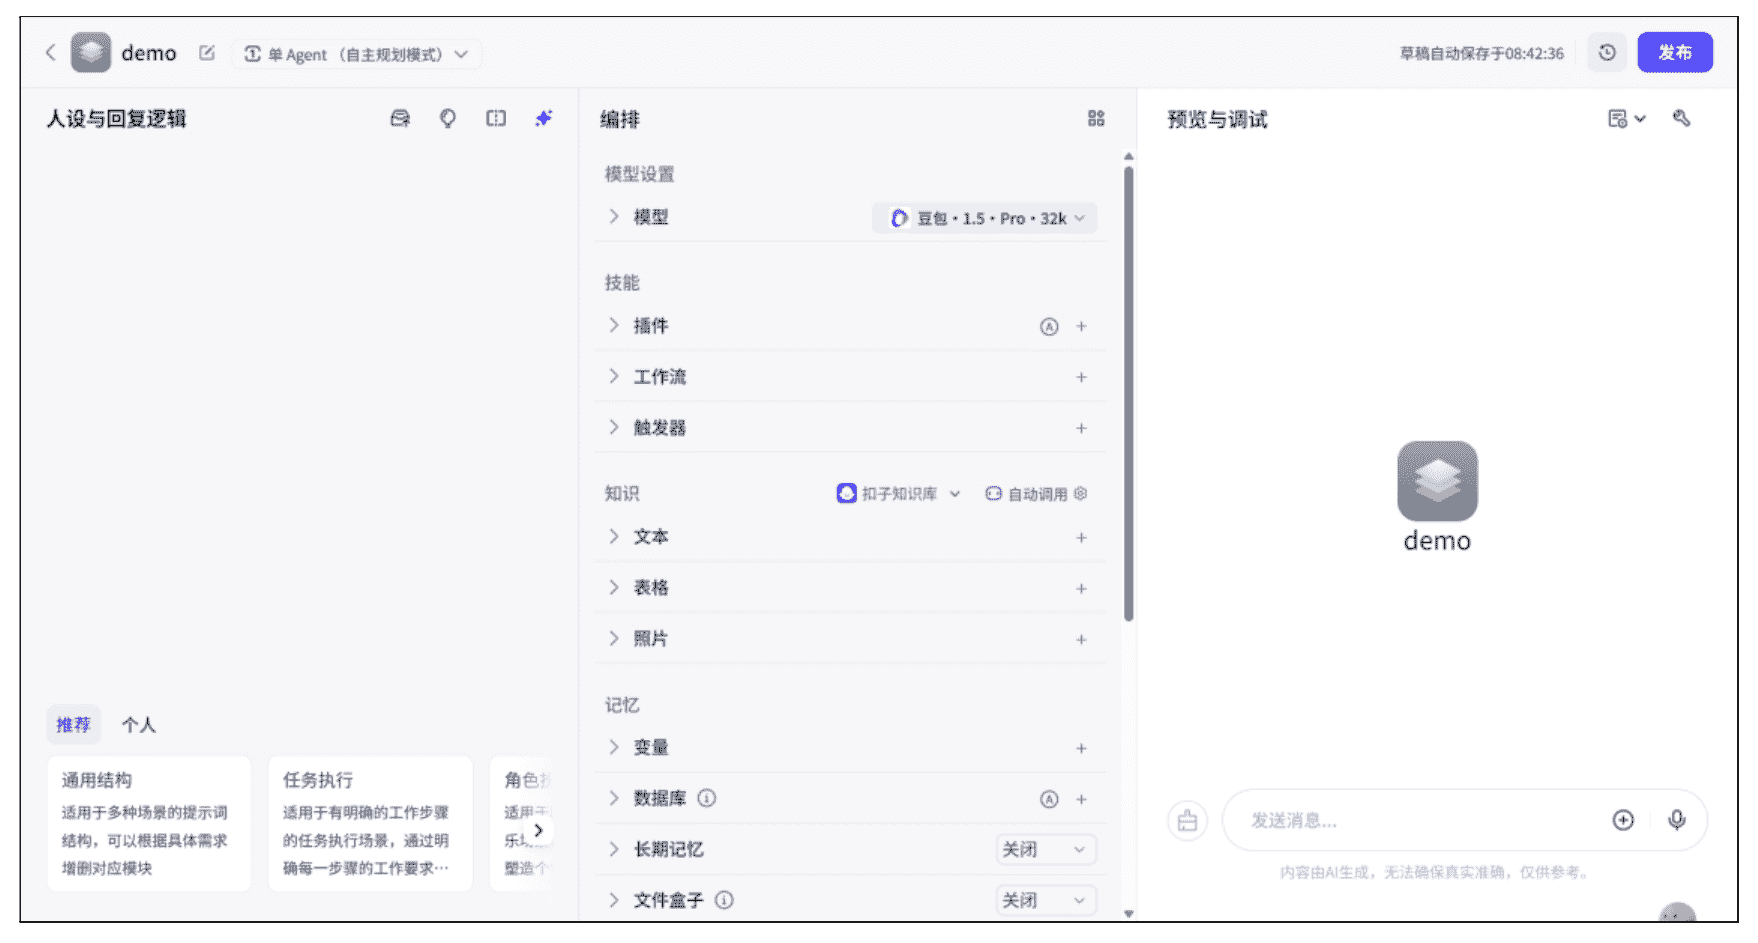 demo
单 Agent （自主规划模式）
草稿自动保存于08:42:36
发布
人设与回复逻辑
推荐
个人
通用结构
适用于多种场景的提示词
结构，可以根据具体需求
增删对应模块
任务执行
适用于有明确的工作步骤
的任务执行场景，通过明
确每一步骤的工作要求…
角色
适用于
乐
塑造个
编排
模型设置
模型
豆包·1.5·Pro·32k
技能
插件
工作流
触发器
知识
扣子知识库
自动调用
文本
表格
照片
记忆
变量
数据库
长期记忆
关闭
文件盒子
关闭
预览与调试
demo
发送消息...
内容由AI生成，无法确保真实准确，仅供参考。